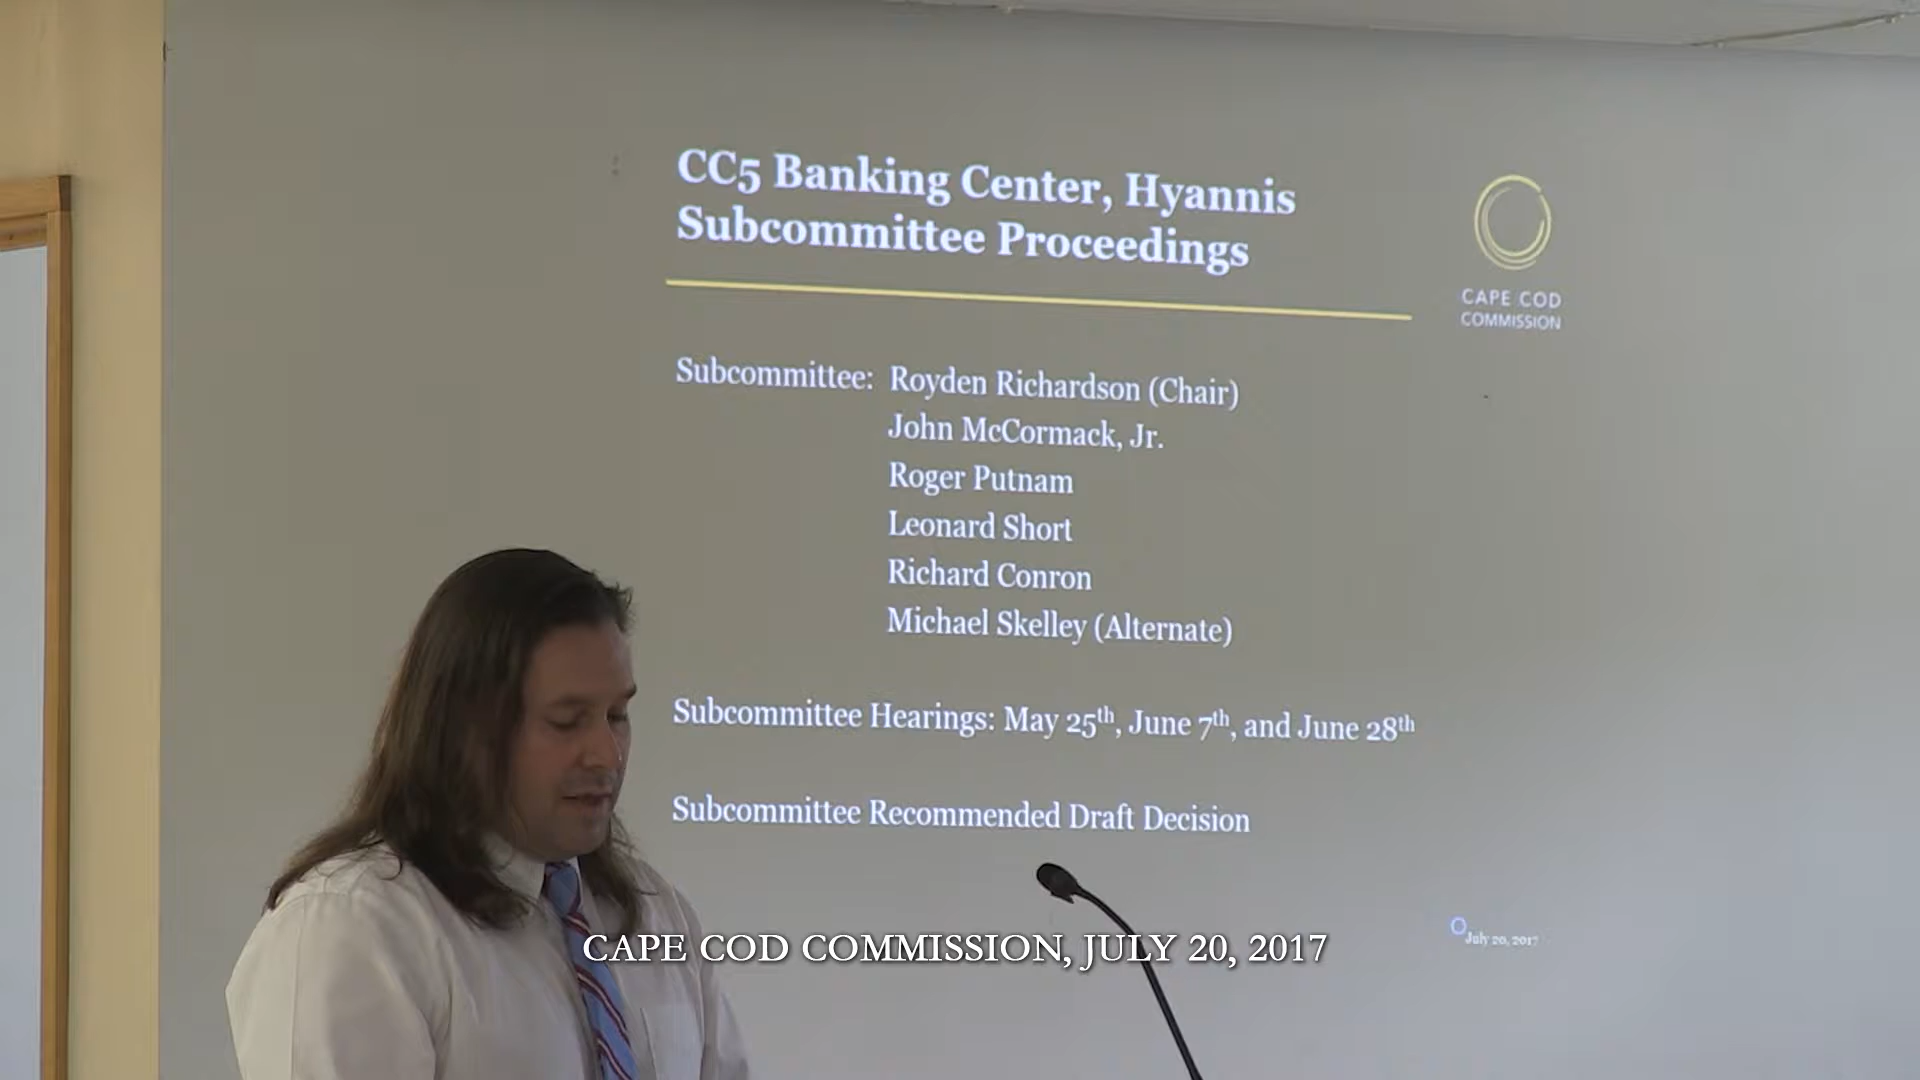 CC5 Banking Center, Hyannis
Subcommittee Proceedings
CAPE COD
COMMISSION
Subcommittee: Royden Richardson (Chair)
John McCormack, Jr.
Roger Putnam
Leonard Short
Richard Conron
Michael Skelley (Alternate)
Subcommittee Hearings: May 25th, June 7th, and June 28th
Subcommittee Recommended Draft Decision
July 20, 2017
CAPE COD COMMISSION, JULY 20, 2017